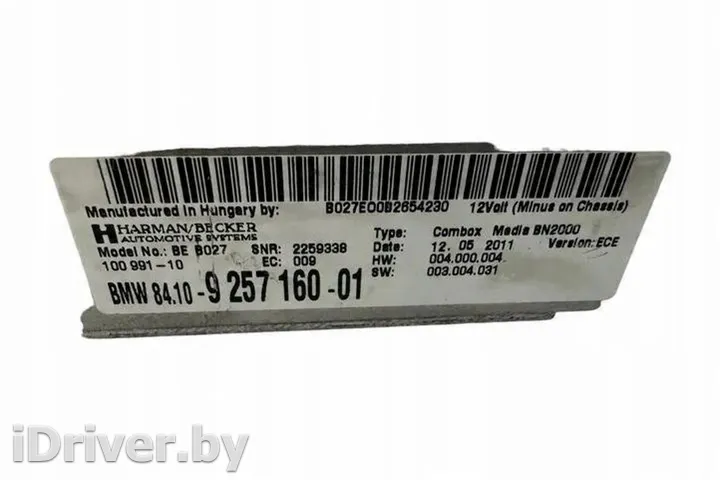 Manufactured in Hungary by: B027E00B2654230 12Volt (Minus on Chassis)
HARMAN/BECKER
AUTOMOTIVE SYSTEMS
Type: Combox Media BN2000
Model No.: BE B027 SNR: 2259338 Date: 12. 05 2011 Version: ECE
100 991-10 EC: 009 HW: 004.000.004
SW: 003.004.031
BMW 84.10 -9 257 160 -01
iDriver.by